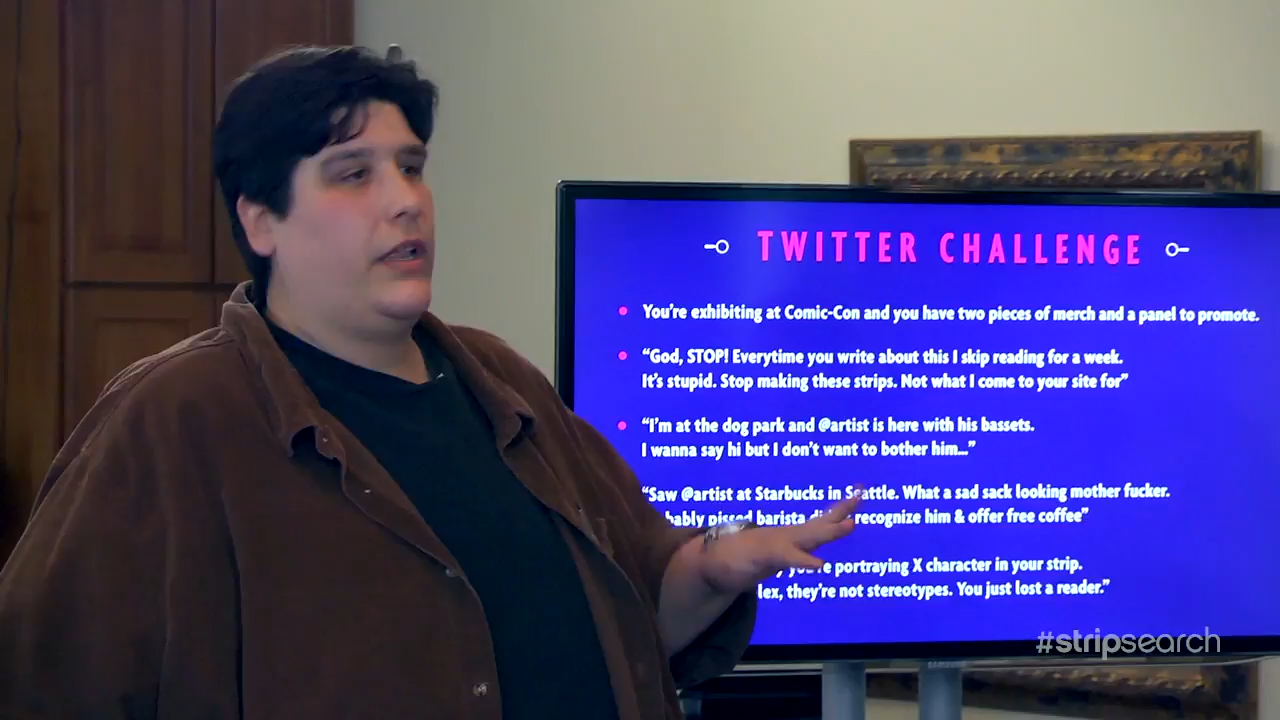 TWITTER CHALLENGE
You're exhibiting at Comic-Con and you have two pieces of merch and a panel to promote.
"God, STOP! Everytime you write about this I skip reading for a week.
It's stupid. Stop making these strips. Not what I come to your site for"
"I'm at the dog park and @artist is here with his bassets.
I wanna say hi but I don't want to bother him..."
"Saw @artist at Starbucks in Seattle. What a sad sack looking mother fucker.
pissed barista recognize him & offer free coffee"
you're portraying X character in your strip.
they're not stereotypes. You just lost a reader."
#stripsearch
SAMSUNG